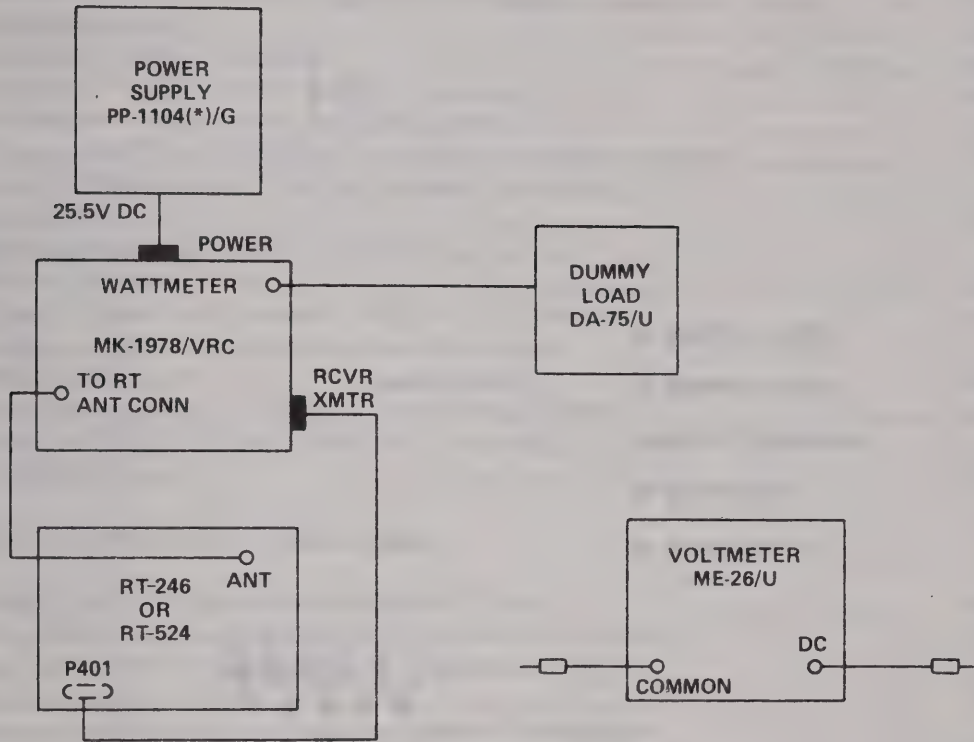 POWER
SUPPLY
PP-1104(*)/G
25.5V DC
POWER
WATTMETER
MK-1978/VRC
TO RT
ANT CONN
RCVR
XMTR
DUMMY
LOAD
DA-75/U
ANT
RT-246
OR
RT-524
P401
VOLTMETER
ME-26/U
DC
COMMON